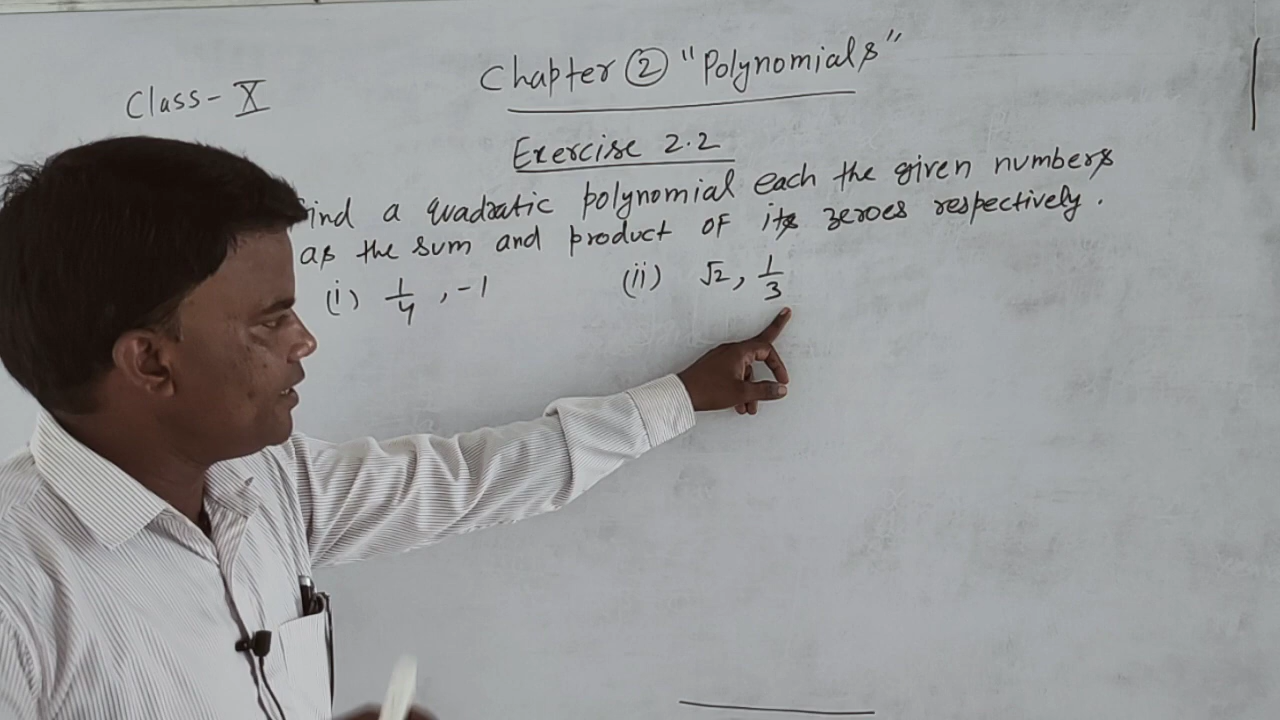 Class-X
Chapter ② "Polynomials"
Exercise 2.2
find a quadratic polynomial each the given numbers
as the sum and product of its zeroes respectively.
(i) 1/4, -1 (ii) √2, 1/3